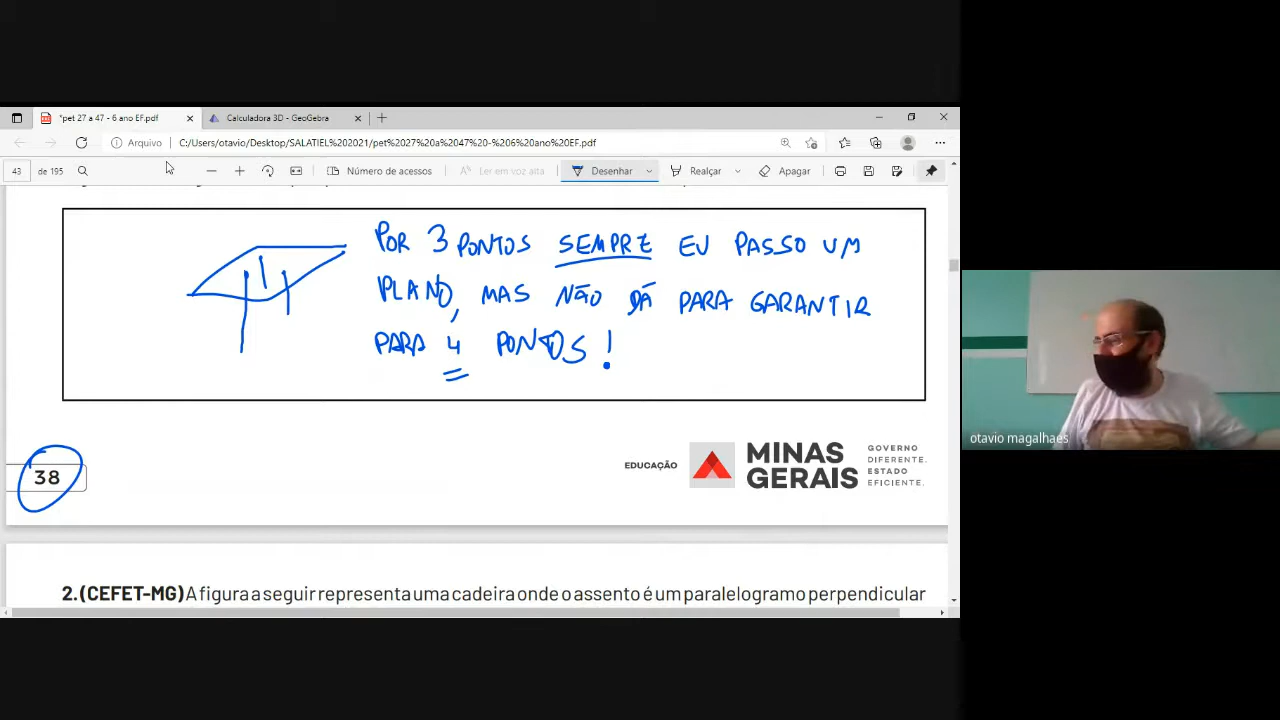 *pet 27 a 47 - 6 ano EF.pdf
Calculadora 3D - GeoGebra
Arquivo
C:/Users/otavio/Desktop/SALATIEL%202021/pet%2027%20a%2047%20-%206%20ano%20EF.pdf
43 de 195
Número de acessos
Ler em voz alta
Desenhar
Realçar
Apagar
POR 3 PONTOS SEMPRE EU PASSO UM
PLANO, MAS NÃO DÁ PARA GARANTIR
PARA 4 PONTOS!
38
EDUCAÇÃO
MINAS
GERAIS
GOVERNO
DIFERENTE.
ESTADO
EFICIENTE.
2.(CEFET-MG) A figura a seguir representa uma cadeira onde o assento é um paralelogramo perpendicular
otavio magalhaes